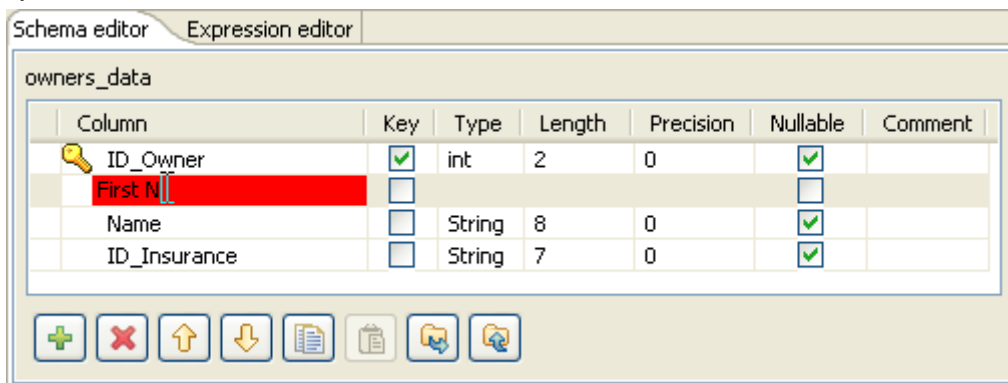 Schema editor Expression editor
owners_data
Column Key Type Length Precision Nullable Comment
ID_Owner int 2 0
First N
Name String 8 0
ID_Insurance String 7 0